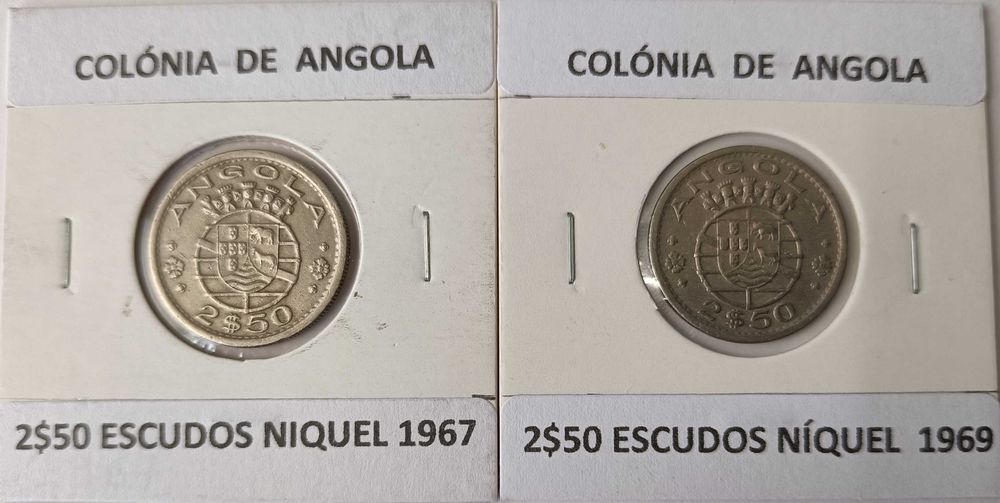 COLÓNIA DE ANGOLA
ANGOLA
2$50
2$50 ESCUDOS NIQUEL 1967
COLÓNIA DE ANGOLA
ANGOLA
2$50
2$50 ESCUDOS NÍQUEL 1969